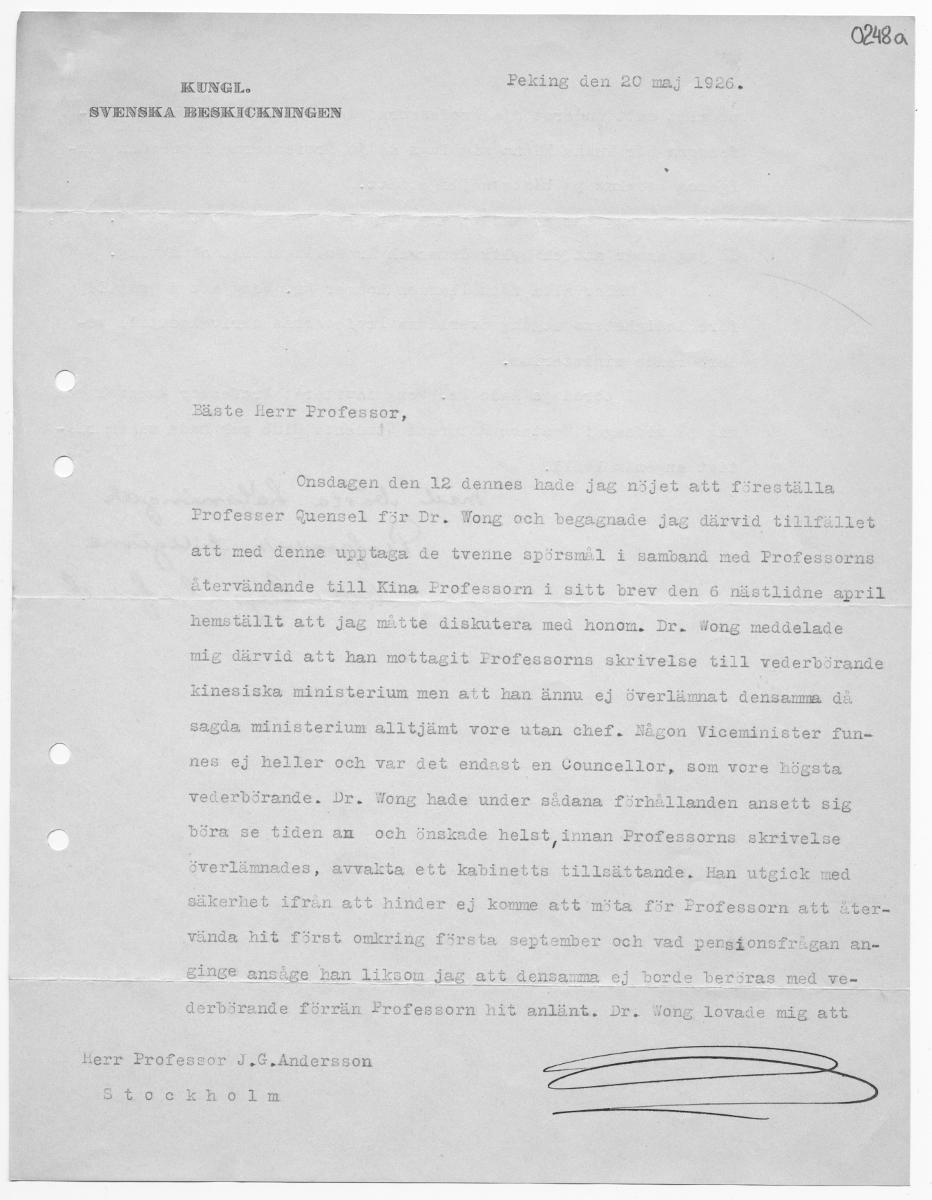 0248a
KUNGL.
SVENSKA BESKICKNINGEN
Peking den 20 maj 1926.
Bäste Herr Professor,
Onsdagen den 12 dennes hade jag nöjet att föreställa
Professer Quensel för Dr. Wong och begagnade jag därvid tillfället
att med denne upptaga de tvenne spörsmål i samband med Professorns
återvändande till Kina Professorn i sitt brev den 6 nästlidne april
hemställt att jag måtte diskutera med honom. Dr. Wong meddelade
mig därvid att han mottagit Professorns skrivelse till vederbörande
kinesiska ministerium men att han ännu ej överlämnat densamma då
sagda ministerium alltjämt vore utan chef. Någon Viceminister fun-
nes ej heller och var det endast en Councellor, som vore högsta
vederbörande. Dr. Wong hade under sådana förhållanden ansett sig
böra se tiden an och önskade helst, innan Professorns skrivelse
överlämnades, avvakta ett kabinetts tillsättande. Han utgick med
säkerhet ifrån att hinder ej komme att möta för Professorn att åter-
vända hit först omkring första september och vad pensionsfrågan an-
ginge ansåge han liksom jag att densamma ej borde beröras med ve-
derbörande förrän Professorn hit anlänt. Dr. Wong lovade mig att
Herr Professor J.G.Andersson
Stockholm